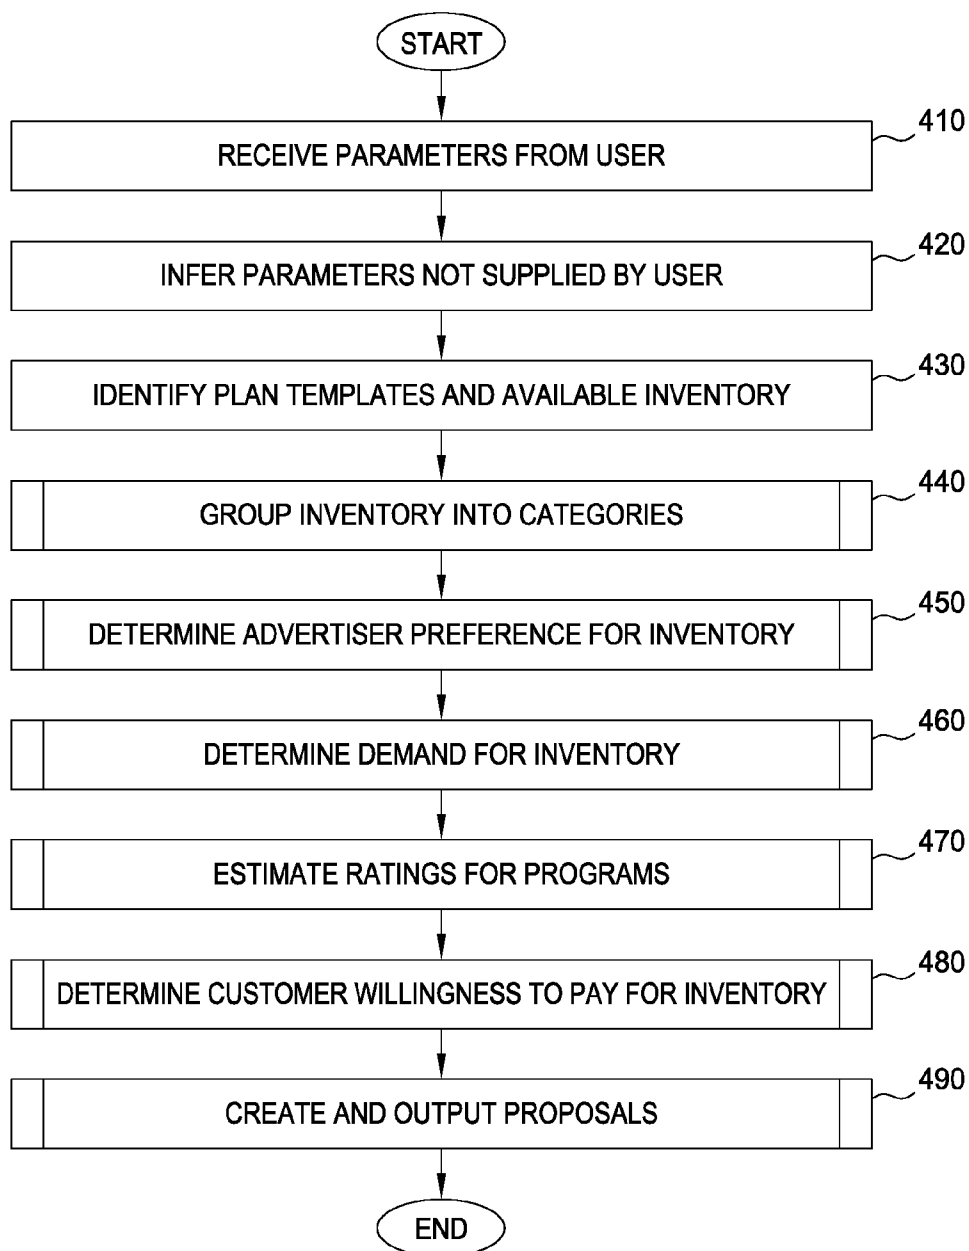 START
410
RECEIVE PARAMETERS FROM USER
420
INFER PARAMETERS NOT SUPPLIED BY USER
430
IDENTIFY PLAN TEMPLATES AND AVAILABLE INVENTORY
440
GROUP INVENTORY INTO CATEGORIES
450
DETERMINE ADVERTISER PREFERENCE FOR INVENTORY
460
DETERMINE DEMAND FOR INVENTORY
470
ESTIMATE RATINGS FOR PROGRAMS
480
DETERMINE CUSTOMER WILLINGNESS TO PAY FOR INVENTORY
490
CREATE AND OUTPUT PROPOSALS
END